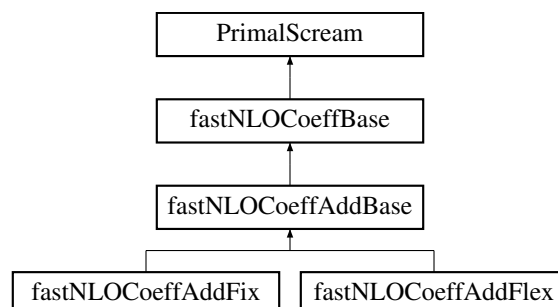 PrimalScream
fastNLOCoeffBase
fastNLOCoeffAddBase
fastNLOCoeffAddFix
fastNLOCoeffAddFlex